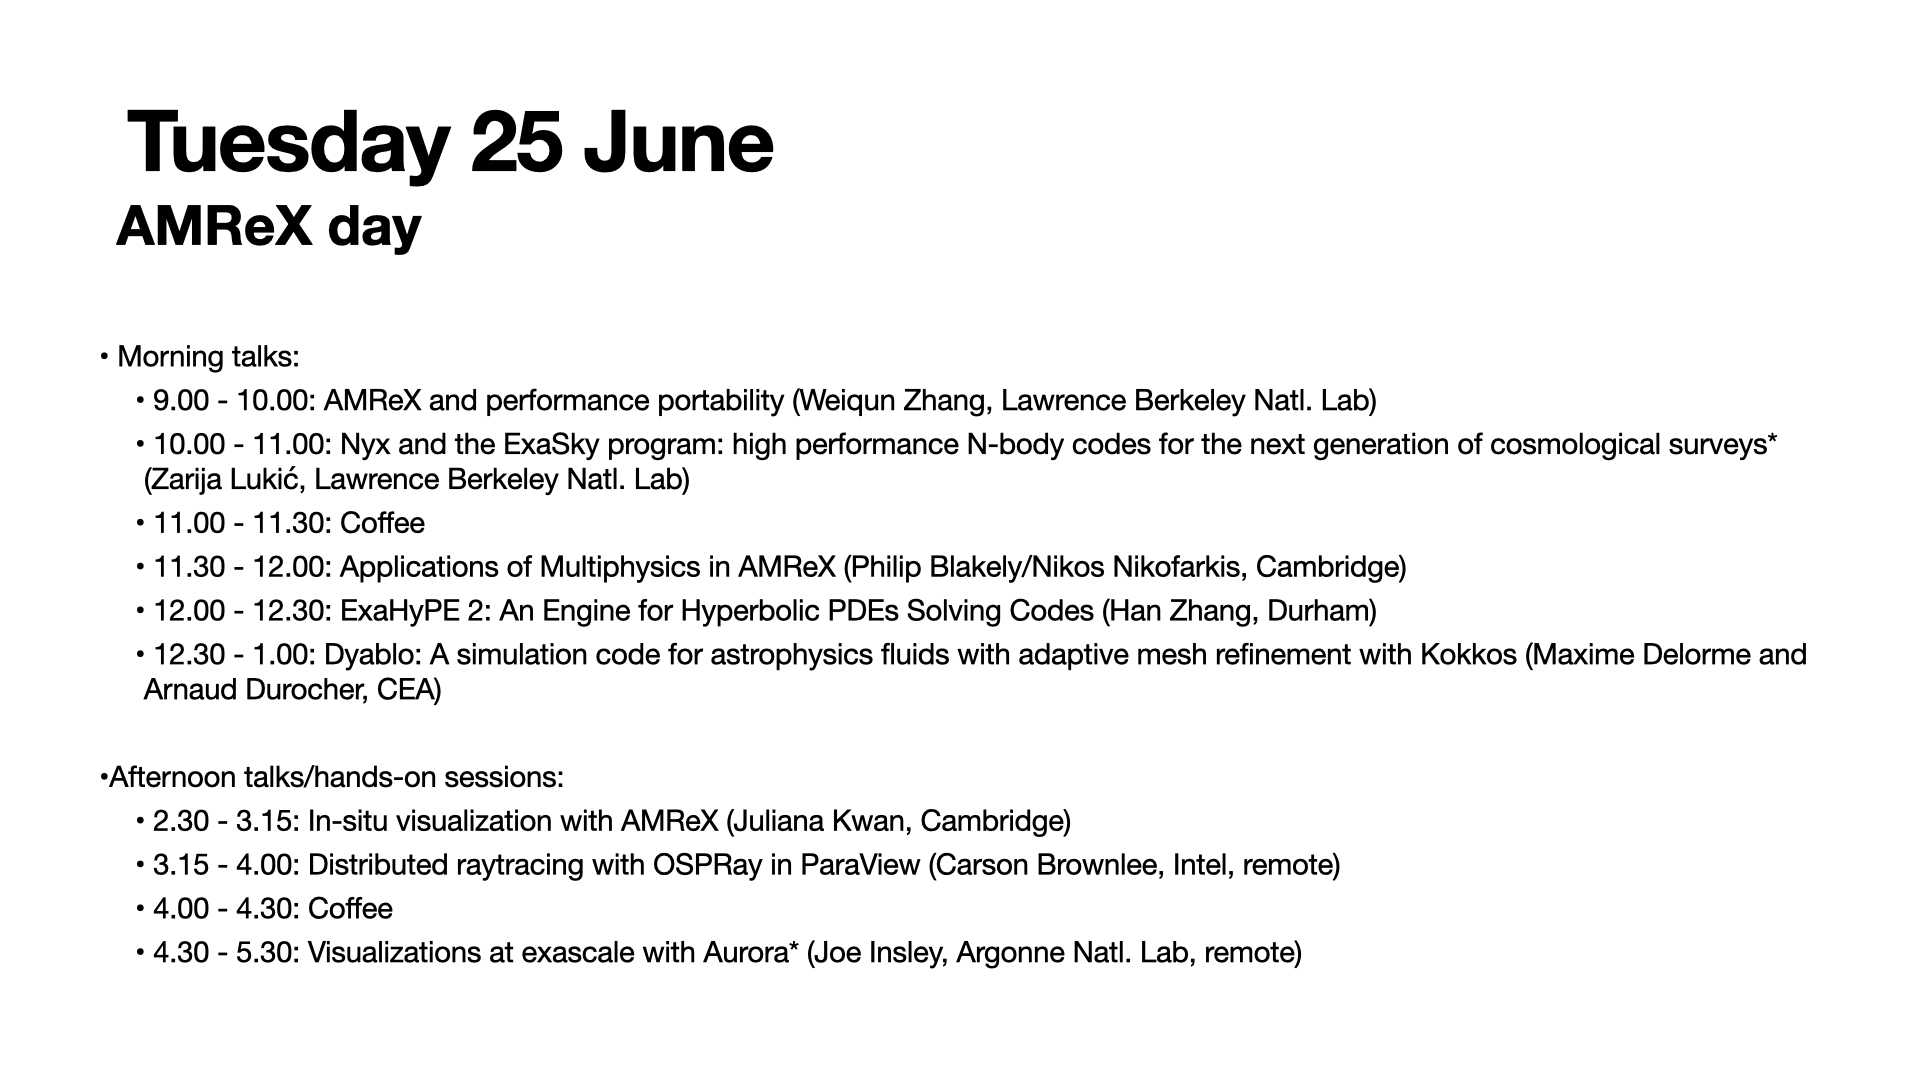 Tuesday 25 June
AMReX day
• Morning talks:
• 9.00 - 10.00: AMReX and performance portability (Weiqun Zhang, Lawrence Berkeley Natl. Lab)
• 10.00 - 11.00: Nyx and the ExaSky program: high performance N-body codes for the next generation of cosmological surveys*
(Zarija Lukić, Lawrence Berkeley Natl. Lab)
• 11.00 - 11.30: Coffee
• 11.30 - 12.00: Applications of Multiphysics in AMReX (Philip Blakely/Nikos Nikofarkis, Cambridge)
• 12.00 - 12.30: ExaHyPE 2: An Engine for Hyperbolic PDEs Solving Codes (Han Zhang, Durham)
• 12.30 - 1.00: Dyablo: A simulation code for astrophysics fluids with adaptive mesh refinement with Kokkos (Maxime Delorme and
Arnaud Durocher, CEA)
•Afternoon talks/hands-on sessions:
• 2.30 - 3.15: In-situ visualization with AMReX (Juliana Kwan, Cambridge)
• 3.15 - 4.00: Distributed raytracing with OSPRay in ParaView (Carson Brownlee, Intel, remote)
• 4.00 - 4.30: Coffee
• 4.30 - 5.30: Visualizations at exascale with Aurora* (Joe Insley, Argonne Natl. Lab, remote)